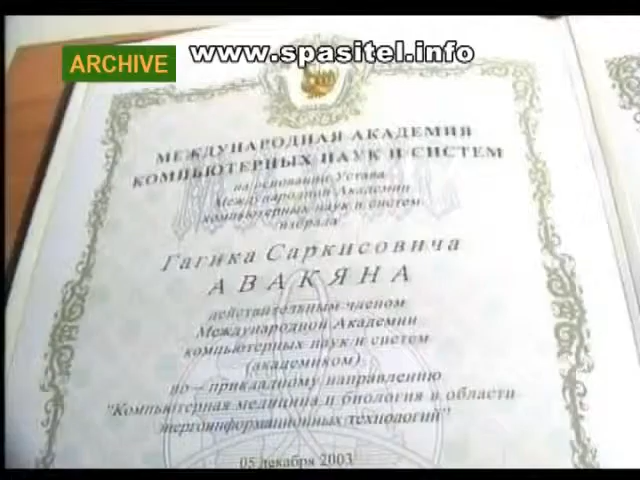 ARCHIVE
www.spasitel.info
МЕЖДУНАРОДНАЯ АКАДЕМИЯ
КОМПЬЮТЕРНЫХ НАУК И СИСТЕМ
на основании Устава
Международной Академии
компьютерных наук и систем
избрала
Гагика Саркисовича
АВАКЯНА
действительным членом
Международной Академии
компьютерных наук и систем
(академиком)
по – прикладному направлению
"Компьютерная медицина и биология в области
энергоинформационных технологий"
05 декабря 2003